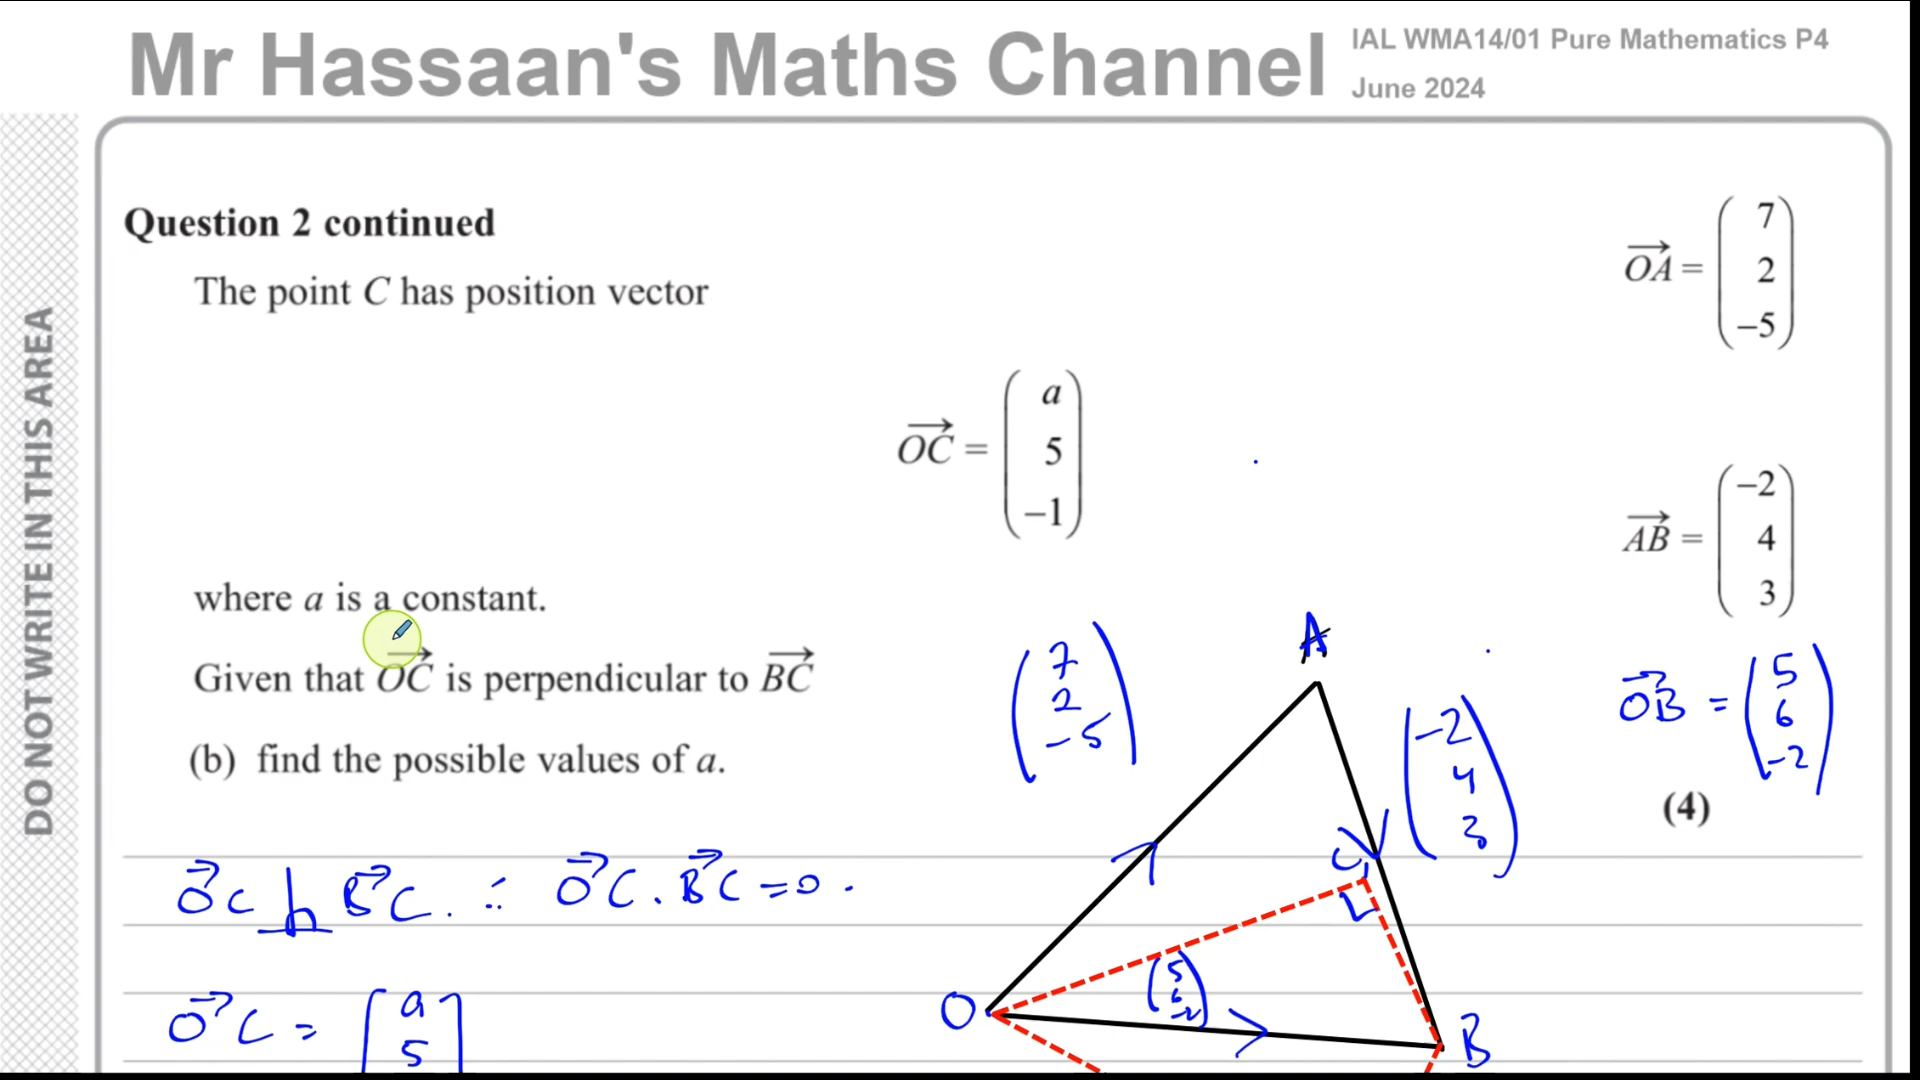 Mr Hassaan's Maths Channel
IAL WMA14/01 Pure Mathematics P4
June 2024
DO NOT WRITE IN THIS AREA
Question 2 continued
The point C has position vector
OA = (7 2 –5)
OC = (a 5 –1)
AB = (–2 4 3)
where a is a constant.
Given that OC is perpendicular to BC
(b) find the possible values of a.
(4)
A
(7 2 -5)
(-2 4 3)
OB = (5 6 -2)
C
OC ⊥ BC. ∴ OC . BC = 0.
(5 6 -2)
O
B
OC = [a 5